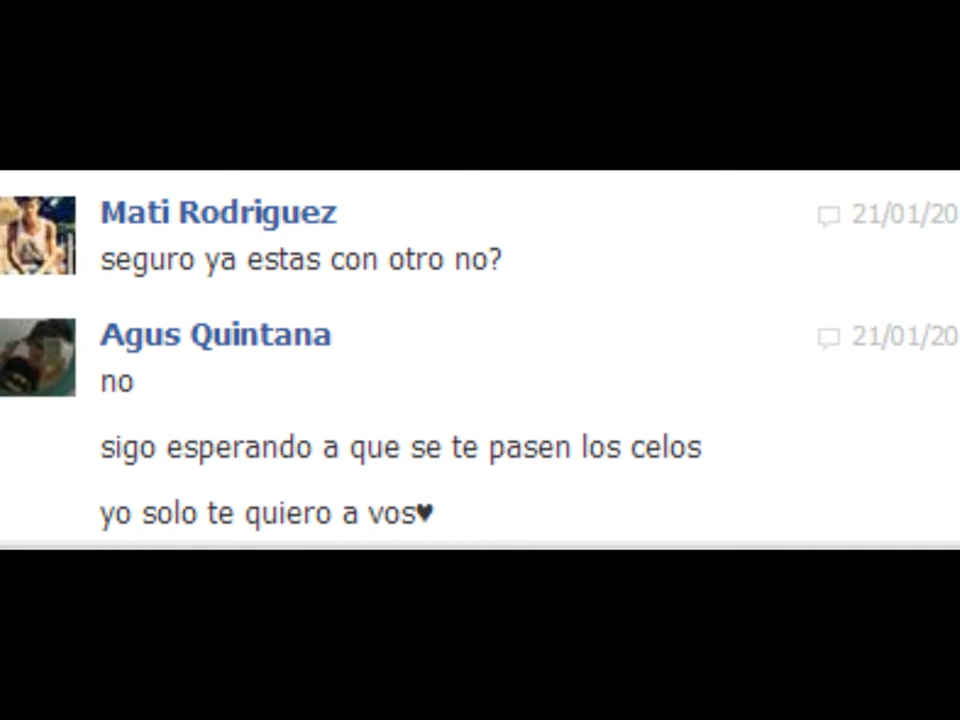 Mati Rodriguez 21/01/20
seguro ya estas con otro no?
Agus Quintana 21/01/20
no
sigo esperando a que se te pasen los celos
yo solo te quiero a vos♥